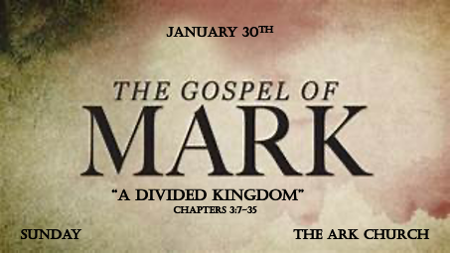 JANUARY 30TH
THE GOSPEL OF
MARK
"A DIVIDED KINGDOM"
CHAPTERS 3:7-35
SUNDAY
THE ARK CHURCH